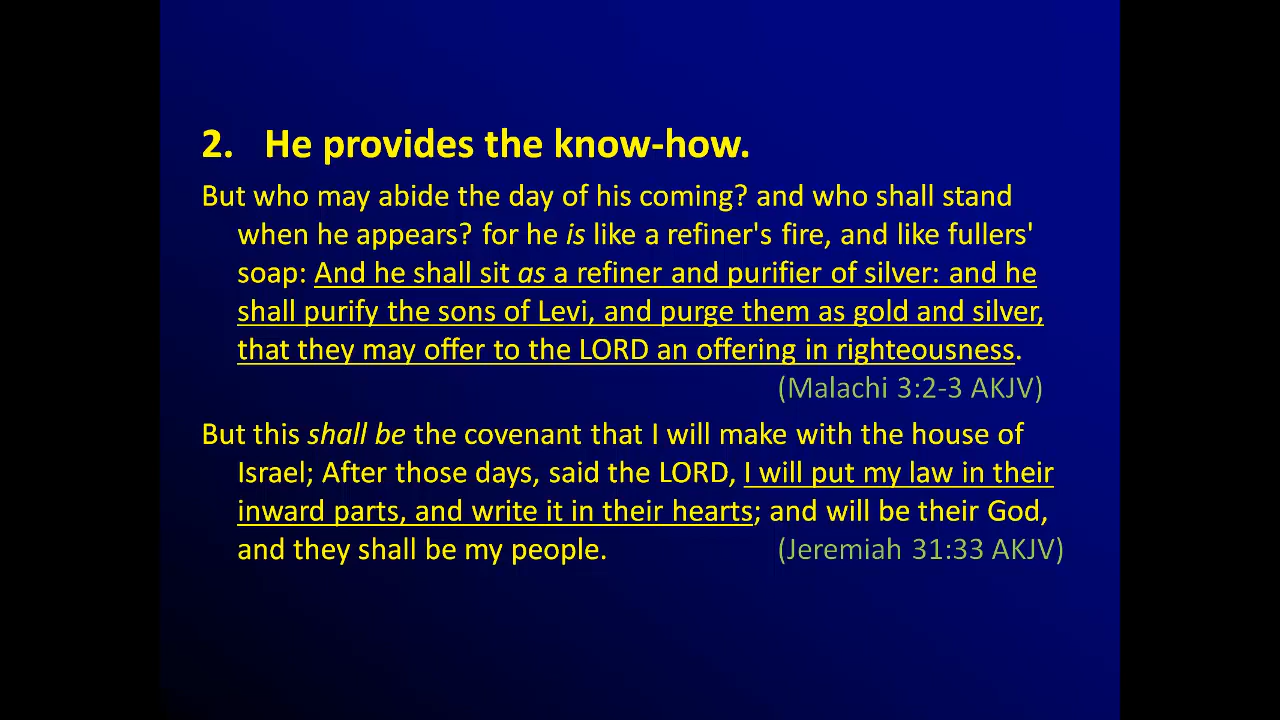 2. He provides the know-how.
But who may abide the day of his coming? and who shall stand
when he appears? for he is like a refiner's fire, and like fullers'
soap: And he shall sit as a refiner and purifier of silver: and he
shall purify the sons of Levi, and purge them as gold and silver,
that they may offer to the LORD an offering in righteousness.
(Malachi 3:2-3 AKJV)
But this shall be the covenant that I will make with the house of
Israel; After those days, said the LORD, I will put my law in their
inward parts, and write it in their hearts; and will be their God,
and they shall be my people. (Jeremiah 31:33 AKJV)